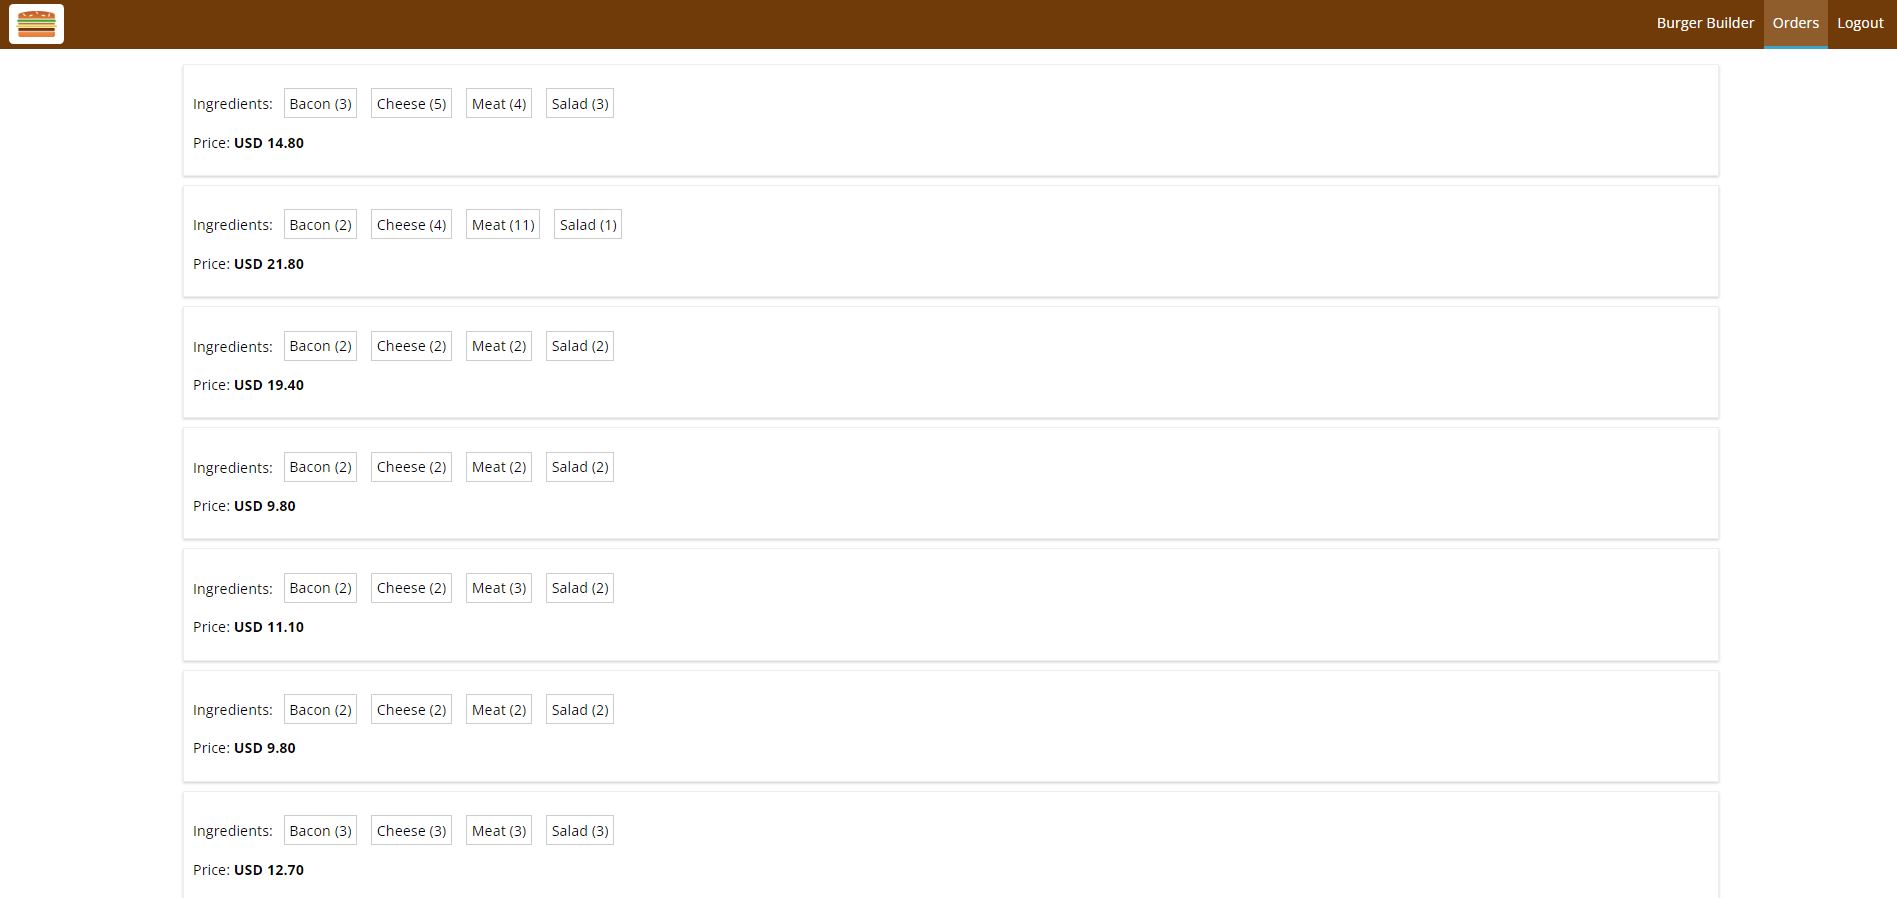 Burger Builder Orders Logout
Ingredients: Bacon (3) Cheese (5) Meat (4) Salad (3)
Price: USD 14.80
Ingredients: Bacon (2) Cheese (4) Meat (11) Salad (1)
Price: USD 21.80
Ingredients: Bacon (2) Cheese (2) Meat (2) Salad (2)
Price: USD 19.40
Ingredients: Bacon (2) Cheese (2) Meat (2) Salad (2)
Price: USD 9.80
Ingredients: Bacon (2) Cheese (2) Meat (3) Salad (2)
Price: USD 11.10
Ingredients: Bacon (2) Cheese (2) Meat (2) Salad (2)
Price: USD 9.80
Ingredients: Bacon (3) Cheese (3) Meat (3) Salad (3)
Price: USD 12.70